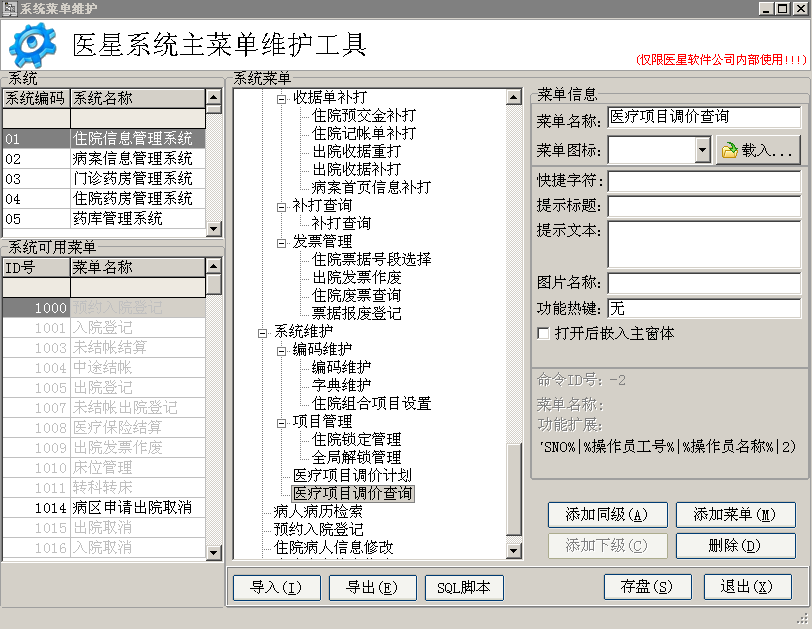 系统菜单维护
医星系统主菜单维护工具
(仅限医星软件公司内部使用!!!)
系统
系统编码 系统名称
01 住院信息管理系统
02 病案信息管理系统
03 门诊药房管理系统
04 住院药房管理系统
05 药库管理系统
系统可用菜单
ID号 菜单名称
1000 预约入院登记
1001 入院登记
1003 未结帐结算
1004 中途结帐
1005 出院登记
1007 未结帐出院登记
1008 医疗保险结算
1009 出院发票作废
1010 床位管理
1011 转科转床
1014 病区申请出院取消
1015 出院取消
1016 入院取消
系统菜单
收据单补打
住院预交金补打
住院记帐单补打
出院收据重打
出院收据补打
病案首页信息补打
补打查询
补打查询
发票管理
住院票据号段选择
出院发票作废
住院废票查询
票据报废登记
系统维护
编码维护
编码维护
字典维护
住院组合项目设置
项目管理
住院锁定管理
全局解锁管理
医疗项目调价计划
医疗项目调价查询
病人病历检索
预约入院登记
住院病人信息修改
导入(I) 导出(E) SQL脚本
菜单信息
菜单名称: 医疗项目调价查询
菜单图标: 载入...
快捷字符:
提示标题:
提示文本:
图片名称:
功能热键: 无
打开后嵌入主窗体
命令ID号: -2
菜单名称:
功能扩展:
'SNO%|%操作员工号%|%操作员名称%|2)
添加同级(A) 添加菜单(M)
添加下级(C) 删除(D)
存盘(S) 退出(X)